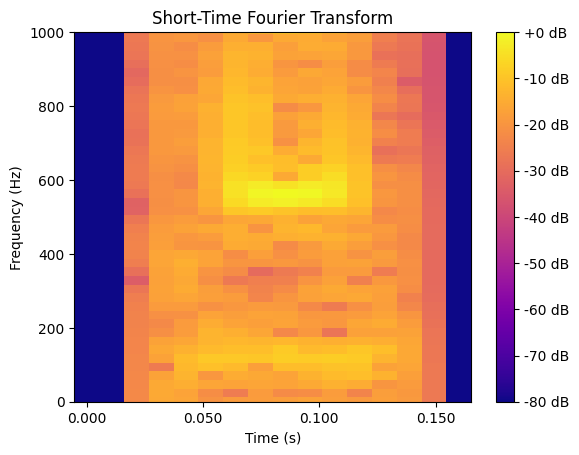 Short-Time Fourier Transform
1000
800
600
400
200
0
Frequency (Hz)
0.000
0.050
0.100
0.150
Time (s)
+0 dB
-10 dB
-20 dB
-30 dB
-40 dB
-50 dB
-60 dB
-70 dB
-80 dB